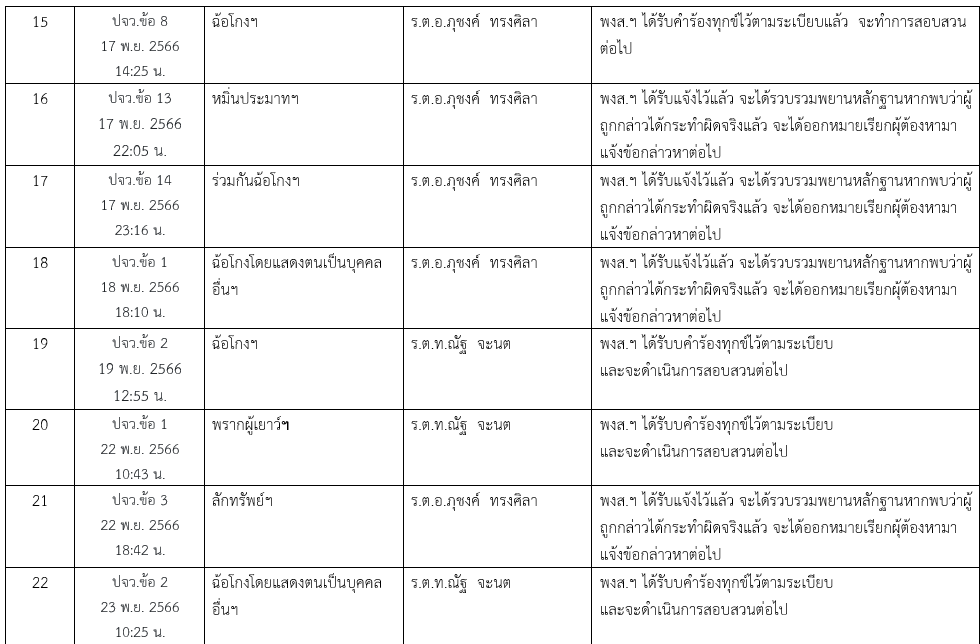 15 ปจว.ข้อ 8 ฉ้อโกงฯ ร.ต.อ.ภุชงค์ ทรงศิลา พงส.ฯ ได้รับคำร้องทุกข์ไว้ตามระเบียบแล้ว จะทำการสอบสวน
17 พ.ย. 2566 ต่อไป
14:25 น.
16 ปจว.ข้อ 13 หมิ่นประมาทฯ ร.ต.อ.ภุชงค์ ทรงศิลา พงส.ฯ ได้รับแจ้งไว้แล้ว จะได้รวบรวมพยานหลักฐานหากพบว่าผู้
17 พ.ย. 2566 ถูกกล่าวได้กระทำผิดจริงแล้ว จะได้ออกหมายเรียกผู้ต้องหามา
22:05 น. แจ้งข้อกล่าวหาต่อไป
17 ปจว.ข้อ 14 ร่วมกันฉ้อโกงฯ ร.ต.อ.ภุชงค์ ทรงศิลา พงส.ฯ ได้รับแจ้งไว้แล้ว จะได้รวบรวมพยานหลักฐานหากพบว่าผู้
17 พ.ย. 2566 ถูกกล่าวได้กระทำผิดจริงแล้ว จะได้ออกหมายเรียกผู้ต้องหามา
23:16 น. แจ้งข้อกล่าวหาต่อไป
18 ปจว.ข้อ 1 ฉ้อโกงโดยแสดงตนเป็นบุคคล ร.ต.อ.ภุชงค์ ทรงศิลา พงส.ฯ ได้รับแจ้งไว้แล้ว จะได้รวบรวมพยานหลักฐานหากพบว่าผู้
18 พ.ย. 2566 อื่นฯ ถูกกล่าวได้กระทำผิดจริงแล้ว จะได้ออกหมายเรียกผู้ต้องหามา
18:10 น. แจ้งข้อกล่าวหาต่อไป
19 ปจว.ข้อ 2 ฉ้อโกงฯ ร.ต.ท.ณัฐ จะนต พงส.ฯ ได้รับบคำร้องทุกข์ไว้ตามระเบียบ
19 พ.ย. 2566 และจะดำเนินการสอบสวนต่อไป
12:55 น.
20 ปจว.ข้อ 1 พรากผู้เยาว์ฯ ร.ต.ท.ณัฐ จะนต พงส.ฯ ได้รับบคำร้องทุกข์ไว้ตามระเบียบ
22 พ.ย. 2566 และจะดำเนินการสอบสวนต่อไป
10:43 น.
21 ปจว.ข้อ 3 ลักทรัพย์ฯ ร.ต.อ.ภุชงค์ ทรงศิลา พงส.ฯ ได้รับแจ้งไว้แล้ว จะได้รวบรวมพยานหลักฐานหากพบว่าผู้
22 พ.ย. 2566 ถูกกล่าวได้กระทำผิดจริงแล้ว จะได้ออกหมายเรียกผู้ต้องหามา
18:42 น. แจ้งข้อกล่าวหาต่อไป
22 ปจว.ข้อ 2 ฉ้อโกงโดยแสดงตนเป็นบุคคล ร.ต.ท.ณัฐ จะนต พงส.ฯ ได้รับบคำร้องทุกข์ไว้ตามระเบียบ
23 พ.ย. 2566 อื่นฯ และจะดำเนินการสอบสวนต่อไป
10:25 น.